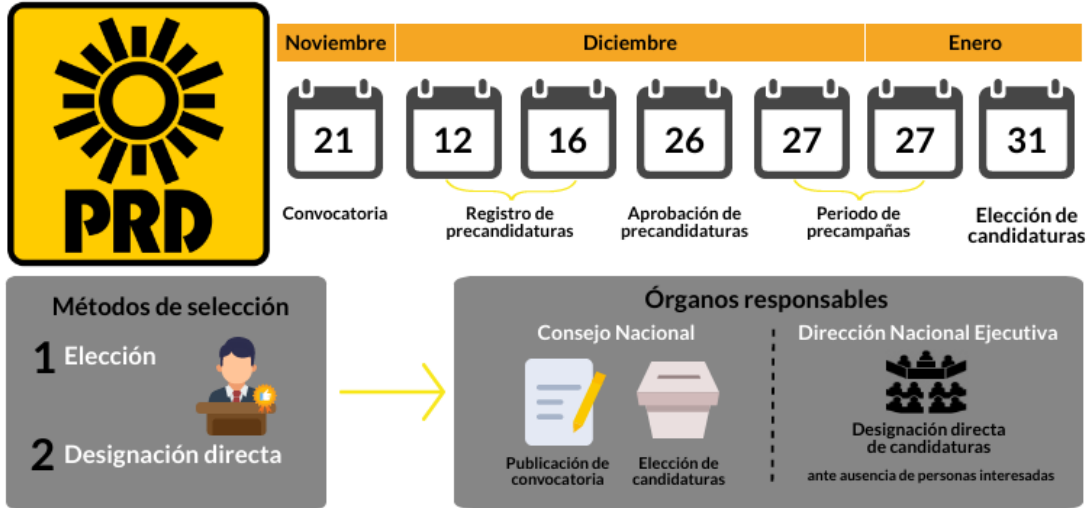 PRD
Noviembre Diciembre Enero
21 12 16 26 27 27 31
Convocatoria
Registro de
precandidaturas
Aprobación de
precandidaturas
Periodo de
precampañas
Elección de
candidaturas
Métodos de selección
1 Elección
2 Designación directa
Órganos responsables
Consejo Nacional
Publicación de
convocatoria
Elección de
candidaturas
Dirección Nacional Ejecutiva
Designación directa
de candidaturas
ante ausencia de personas interesadas